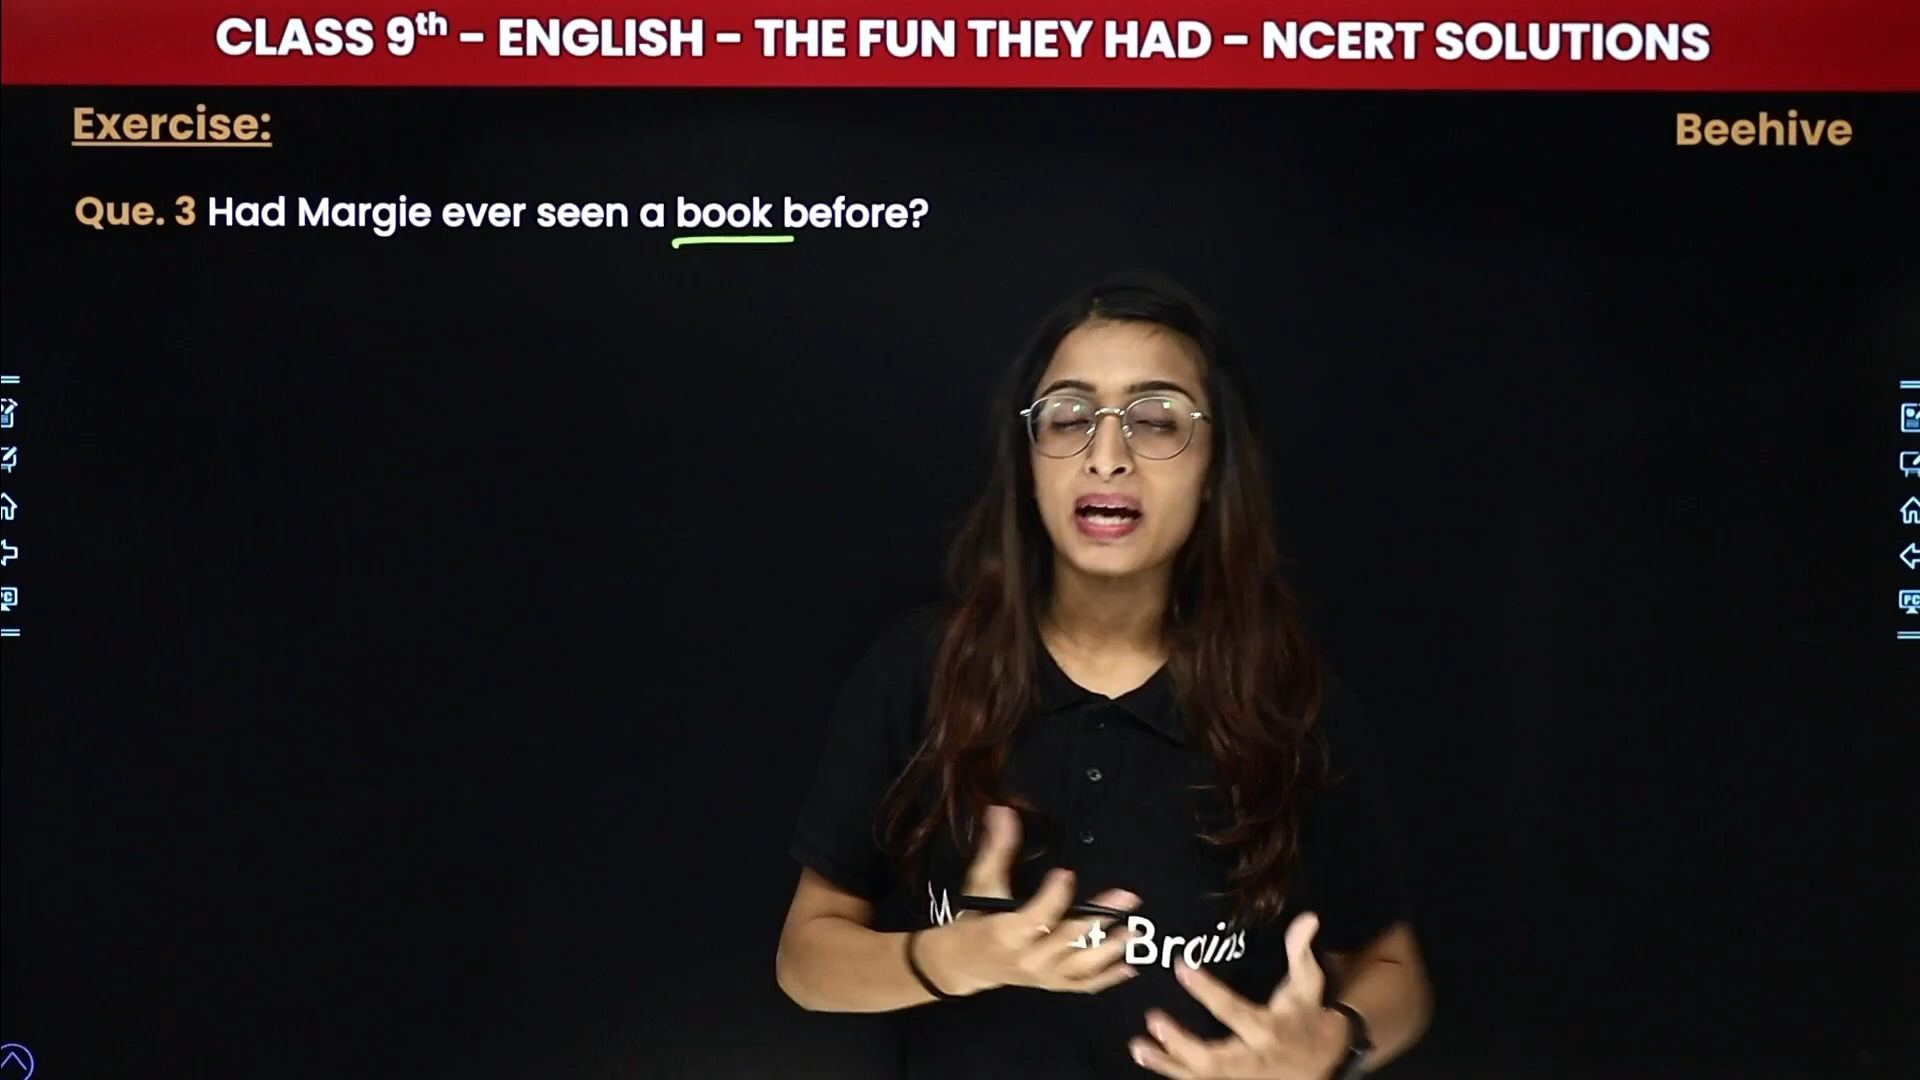 CLASS 9th - ENGLISH - THE FUN THEY HAD - NCERT SOLUTIONS
Exercise:
Beehive
Que. 3 Had Margie ever seen a book before?
Brains